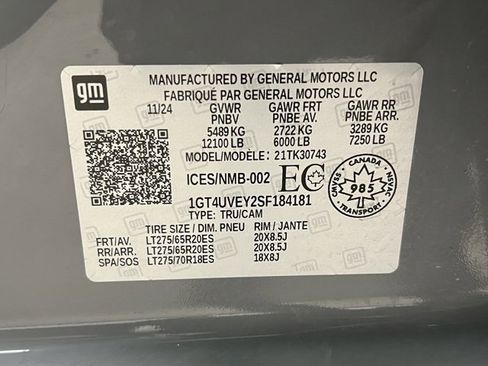 gm
MANUFACTURED BY GENERAL MOTORS LLC
FABRIQUÉ PAR GENERAL MOTORS LLC
11/24 GVWR GAWR FRT GAWR RR
PNBV PNBE AV. PNBE ARR.
5489 KG 2722 KG 3289 KG
12100 LB 6000 LB 7250 LB
MODEL/MODÈLE: 21TK30743
ICES/NMB-002 EC
CANADA
SSVAC NSVAC
985
TRANSPORT
1GT4UVEY2SF184181
TYPE: TRU/CAM
TIRE SIZE / DIM. PNEU RIM / JANTE
FRT/AV. LT275/65R20ES 20X8.5J
RR/ARR. LT275/65R20ES 20X8.5J
SPA/SOS LT275/70R18ES 18X8J